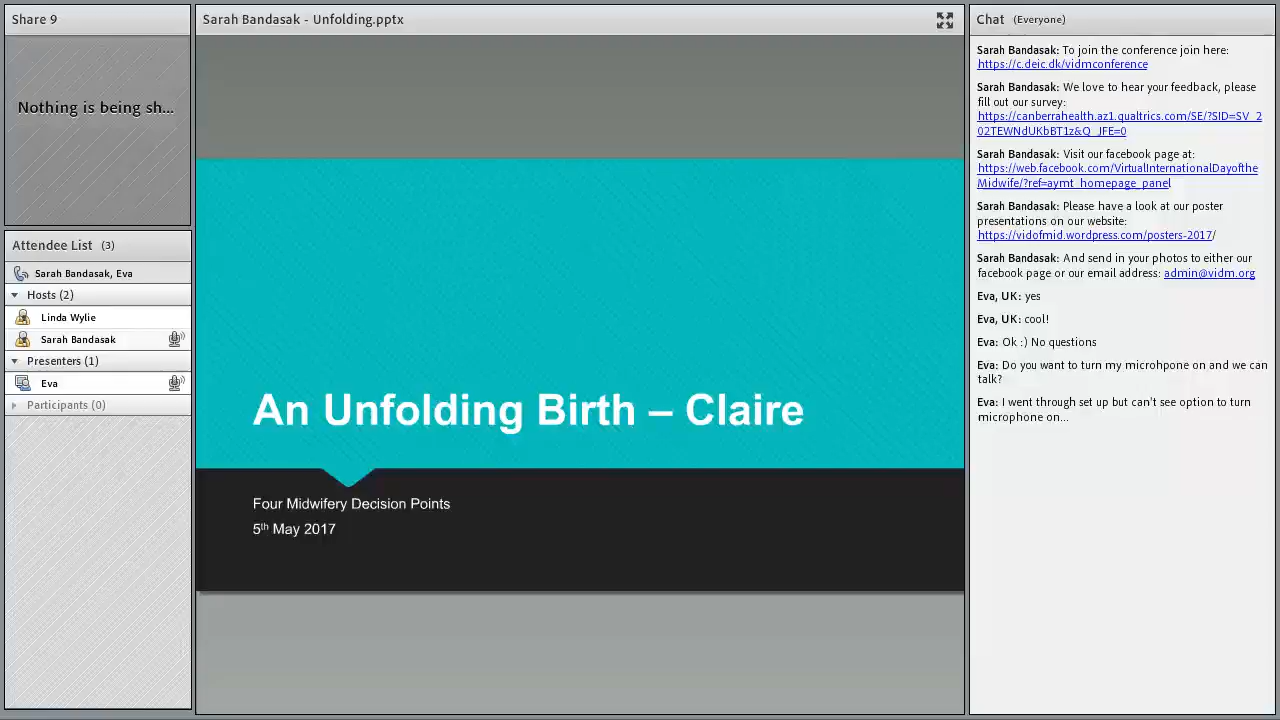 Share 9
Nothing is being sh...
Attendee List (3)
Sarah Bandasak, Eva
Hosts (2)
Linda Wylie
Sarah Bandasak
Presenters (1)
Eva
Participants (0)
Sarah Bandasak - Unfolding.pptx
An Unfolding Birth – Claire
Four Midwifery Decision Points
5th May 2017
Chat (Everyone)
Sarah Bandasak: To join the conference join here:
https://c.deic.dk/vidmconference
Sarah Bandasak: We love to hear your feedback, please
fill out our survey:
https://canberrahealth.az1.qualtrics.com/SE/?SID=SV_2
02TEWNdUKbBT1z&Q_JFE=0
Sarah Bandasak: Visit our facebook page at:
https://web.facebook.com/VirtualInternationalDayofthe
Midwife/?ref=aymt_homepage_panel
Sarah Bandasak: Please have a look at our poster
presentations on our website:
https://vidofmid.wordpress.com/posters-2017/
Sarah Bandasak: And send in your photos to either our
facebook page or our email address: admin@vidm.org
Eva, UK: yes
Eva, UK: cool!
Eva: Ok :) No questions
Eva: Do you want to turn my microhpone on and we can
talk?
Eva: I went through set up but can't see option to turn
microphone on...